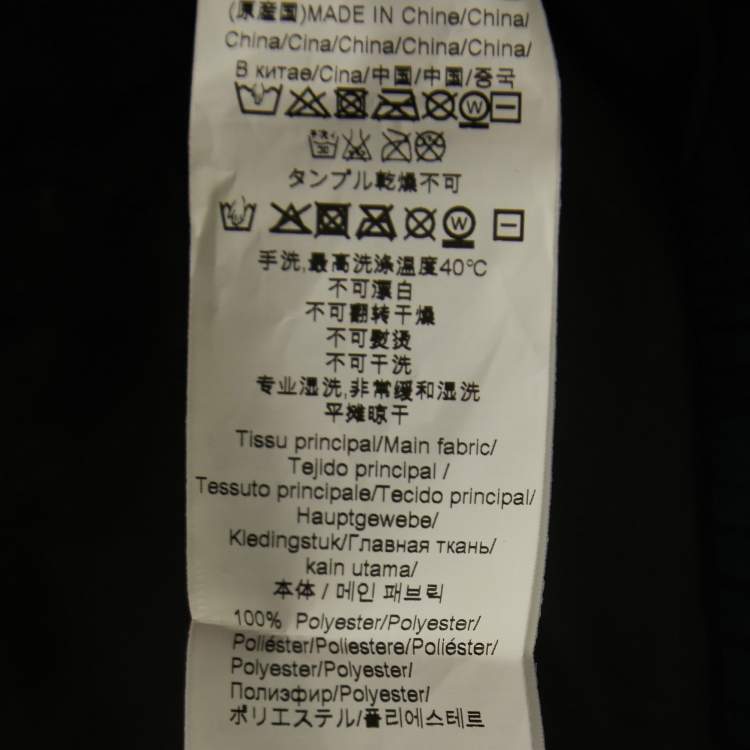 (原産国)MADE IN Chine/China/
China/Cina/China/China/China/
В китае/Cina/中国/中国/중국
W
タンブル乾燥不可
W
手洗,最高洗涤温度40℃
不可漂白
不可翻转干燥
不可熨烫
不可干洗
专业湿洗,非常缓和湿洗
平摊晾干
Tissu principal/Main fabric/
Tejido principal /
Tessuto principale/Tecido principal/
Hauptgewebe/
Kledingstuk/Главная ткань/
kain utama/
本体 / 메인 패브릭
100% Polyester/Polyester/
Poliéster/Poliestere/Poliéster/
Polyester/Polyester/
Полиэфир/Polyester/
ポリエステル/폴리에스테르